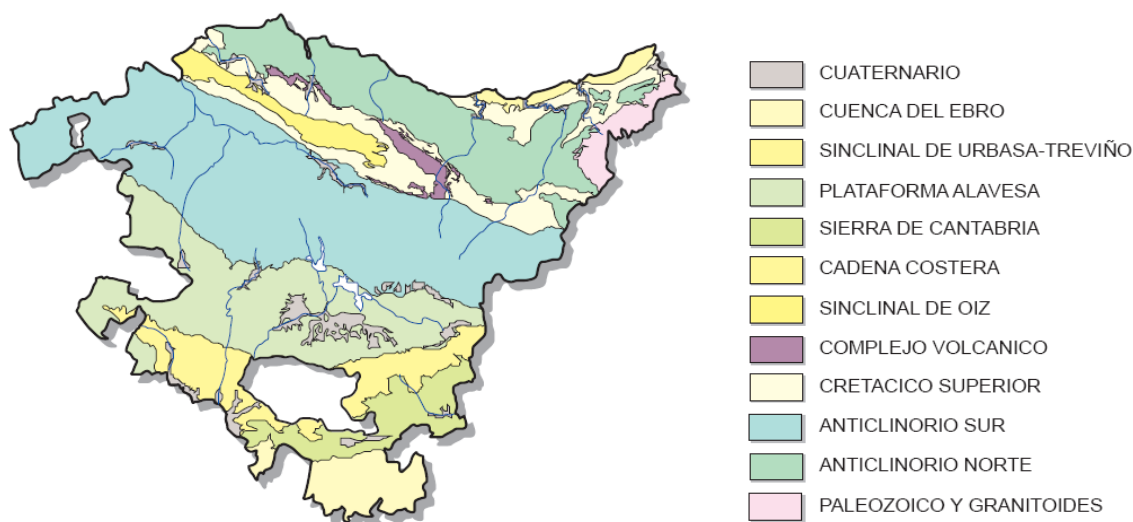 CUATERNARIO
CUENCA DEL EBRO
SINCLINAL DE URBASA-TREVIÑO
PLATAFORMA ALAVESA
SIERRA DE CANTABRIA
CADENA COSTERA
SINCLINAL DE OIZ
COMPLEJO VOLCANICO
CRETACICO SUPERIOR
ANTICLINORIO SUR
ANTICLINORIO NORTE
PALEOZOICO Y GRANITOIDES